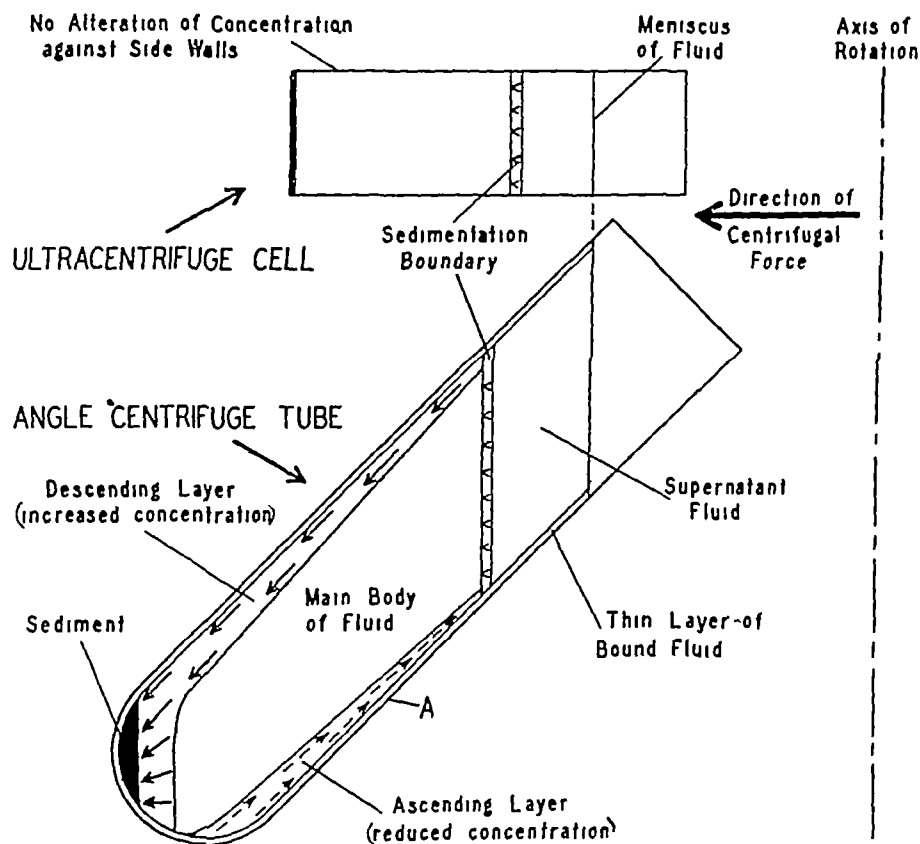 No Alteration of Concentration
against Side Walls
Meniscus
of Fluid
Axis of
Rotation
Direction of
Centrifugal
Force
ULTRACENTRIFUGE CELL
Sedimentation
Boundary
ANGLE CENTRIFUGE TUBE
Descending Layer
(increased concentration)
Supernatant
Fluid
Main Body
of Fluid
Sediment
Thin Layer of
Bound Fluid
A
Ascending Layer
(reduced concentration)